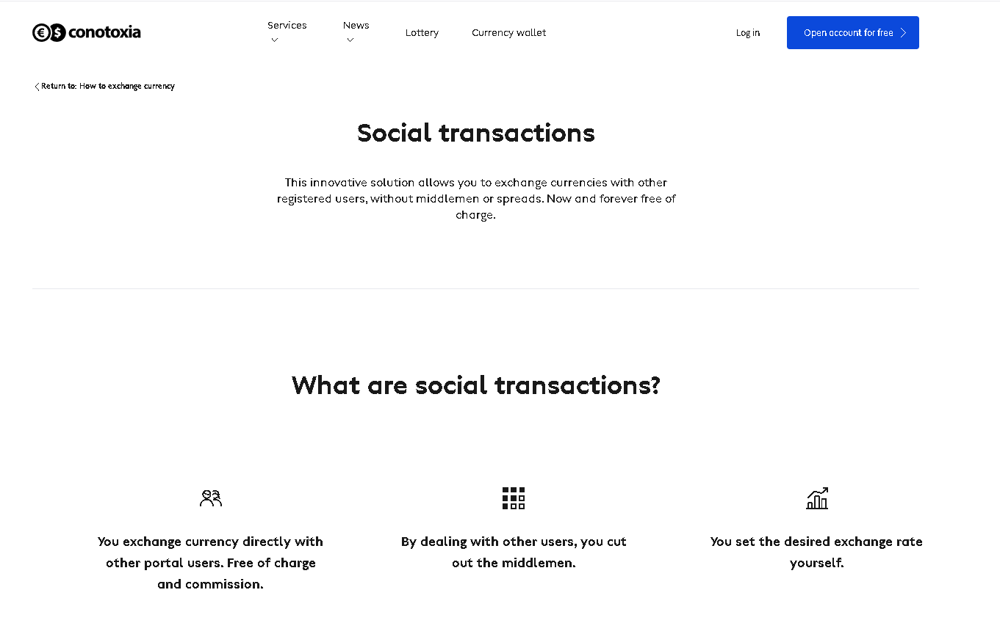 €$ conotoxia
Services
News
Lottery
Currency wallet
Log in
Open account for free
Return to: How to exchange currency
Social transactions
This innovative solution allows you to exchange currencies with other
registered users, without middlemen or spreads. Now and forever free of
charge.
What are social transactions?
You exchange currency directly with
other portal users. Free of charge
and commission.
By dealing with other users, you cut
out the middlemen.
You set the desired exchange rate
yourself.